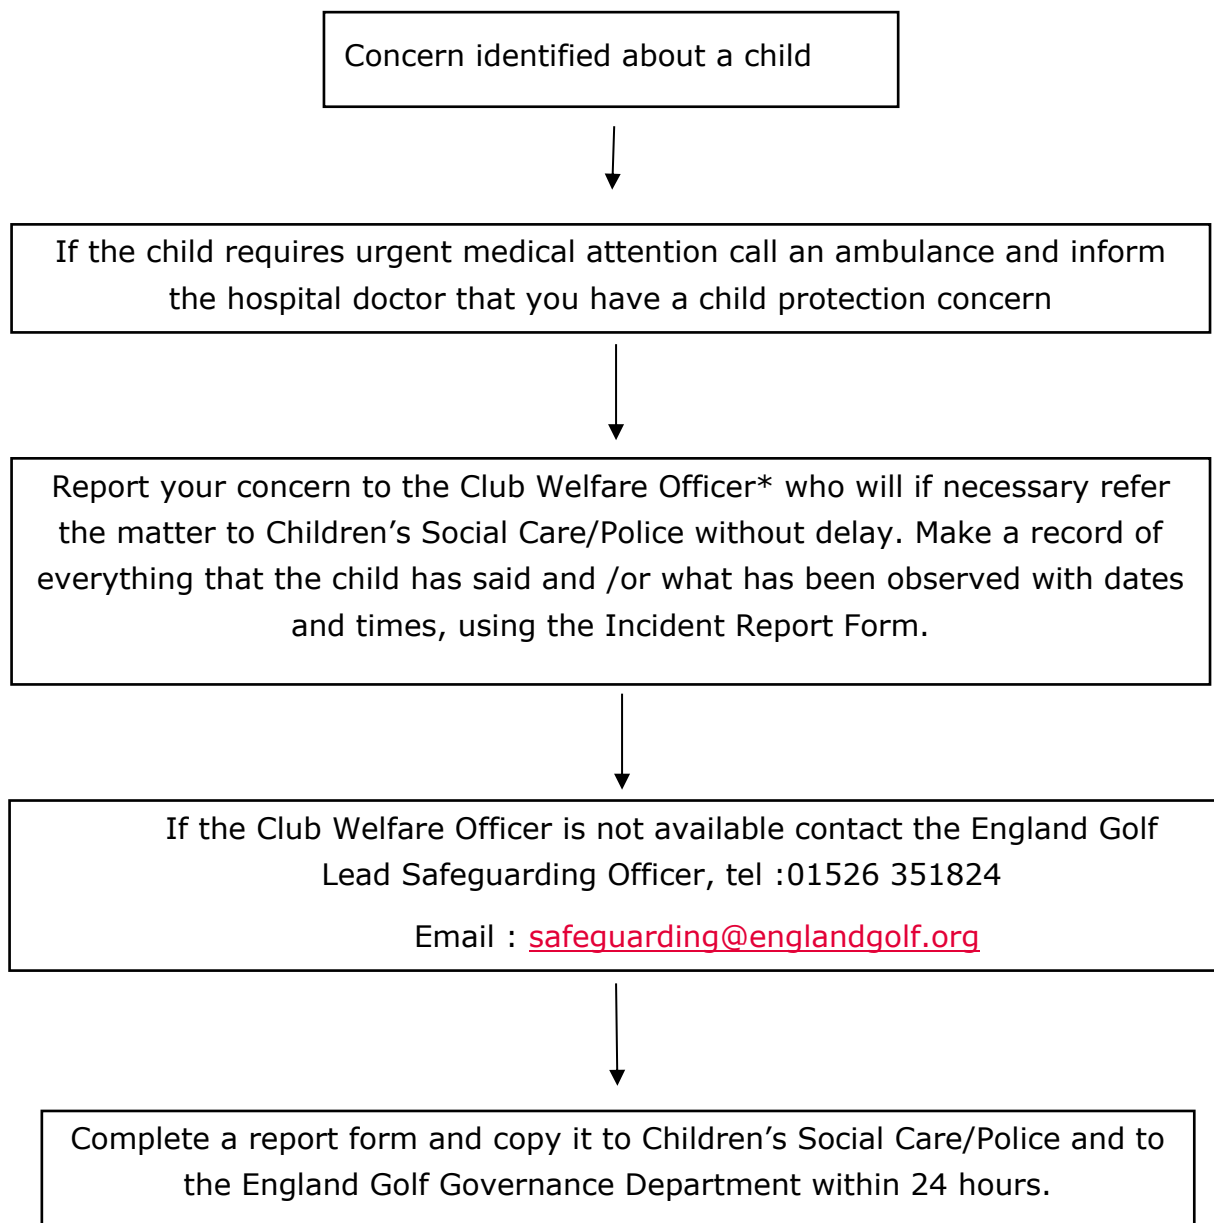 Concern identified about a child
If the child requires urgent medical attention call an ambulance and inform
the hospital doctor that you have a child protection concern
Report your concern to the Club Welfare Officer* who will if necessary refer
the matter to Children’s Social Care/Police without delay. Make a record of
everything that the child has said and /or what has been observed with dates
and times, using the Incident Report Form.
If the Club Welfare Officer is not available contact the England Golf
Lead Safeguarding Officer, tel :01526 351824
Email : safeguarding@englandgolf.org
Complete a report form and copy it to Children’s Social Care/Police and to
the England Golf Governance Department within 24 hours.